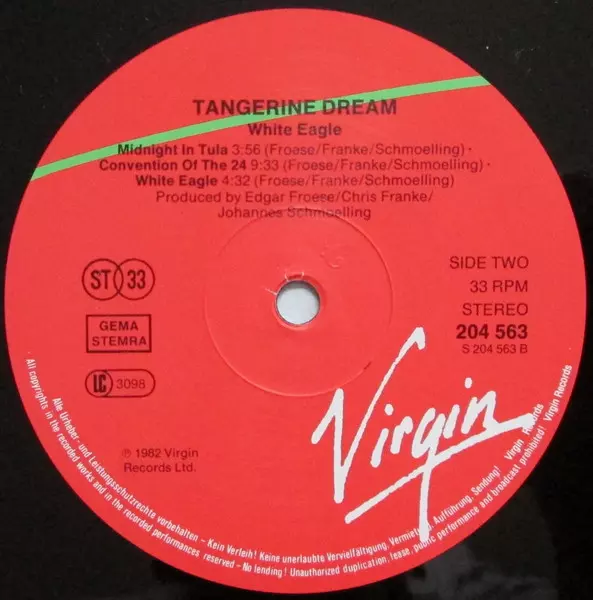 TANGERINE DREAM
White Eagle
Midnight In Tula 3:56 (Froese/Franke/Schmoelling) ·
Convention Of The 24 9:33 (Froese/Franke/Schmoelling) ·
White Eagle 4:32 (Froese/Franke/Schmoelling)
Produced by Edgar Froese/Chris Franke/
Johannes Schmoelling
ST 33
GEMA
STEMRA
LC 3098
SIDE TWO
33 RPM
STEREO
204 563
S 204 563 B
℗ 1982 Virgin
Records Ltd.
Virgin
Alle Urheber- und Leistungsschutzrechte vorbehalten – Kein Verleih! Keine unerlaubte Vervielfältigung, Vermietung, Aufführung, Sendung! Virgin Records
All copyrights in the recorded works and in the recorded performances reserved – No lending! Unauthorized duplication, lease, public performance and broadcast prohibited! Virgin Records